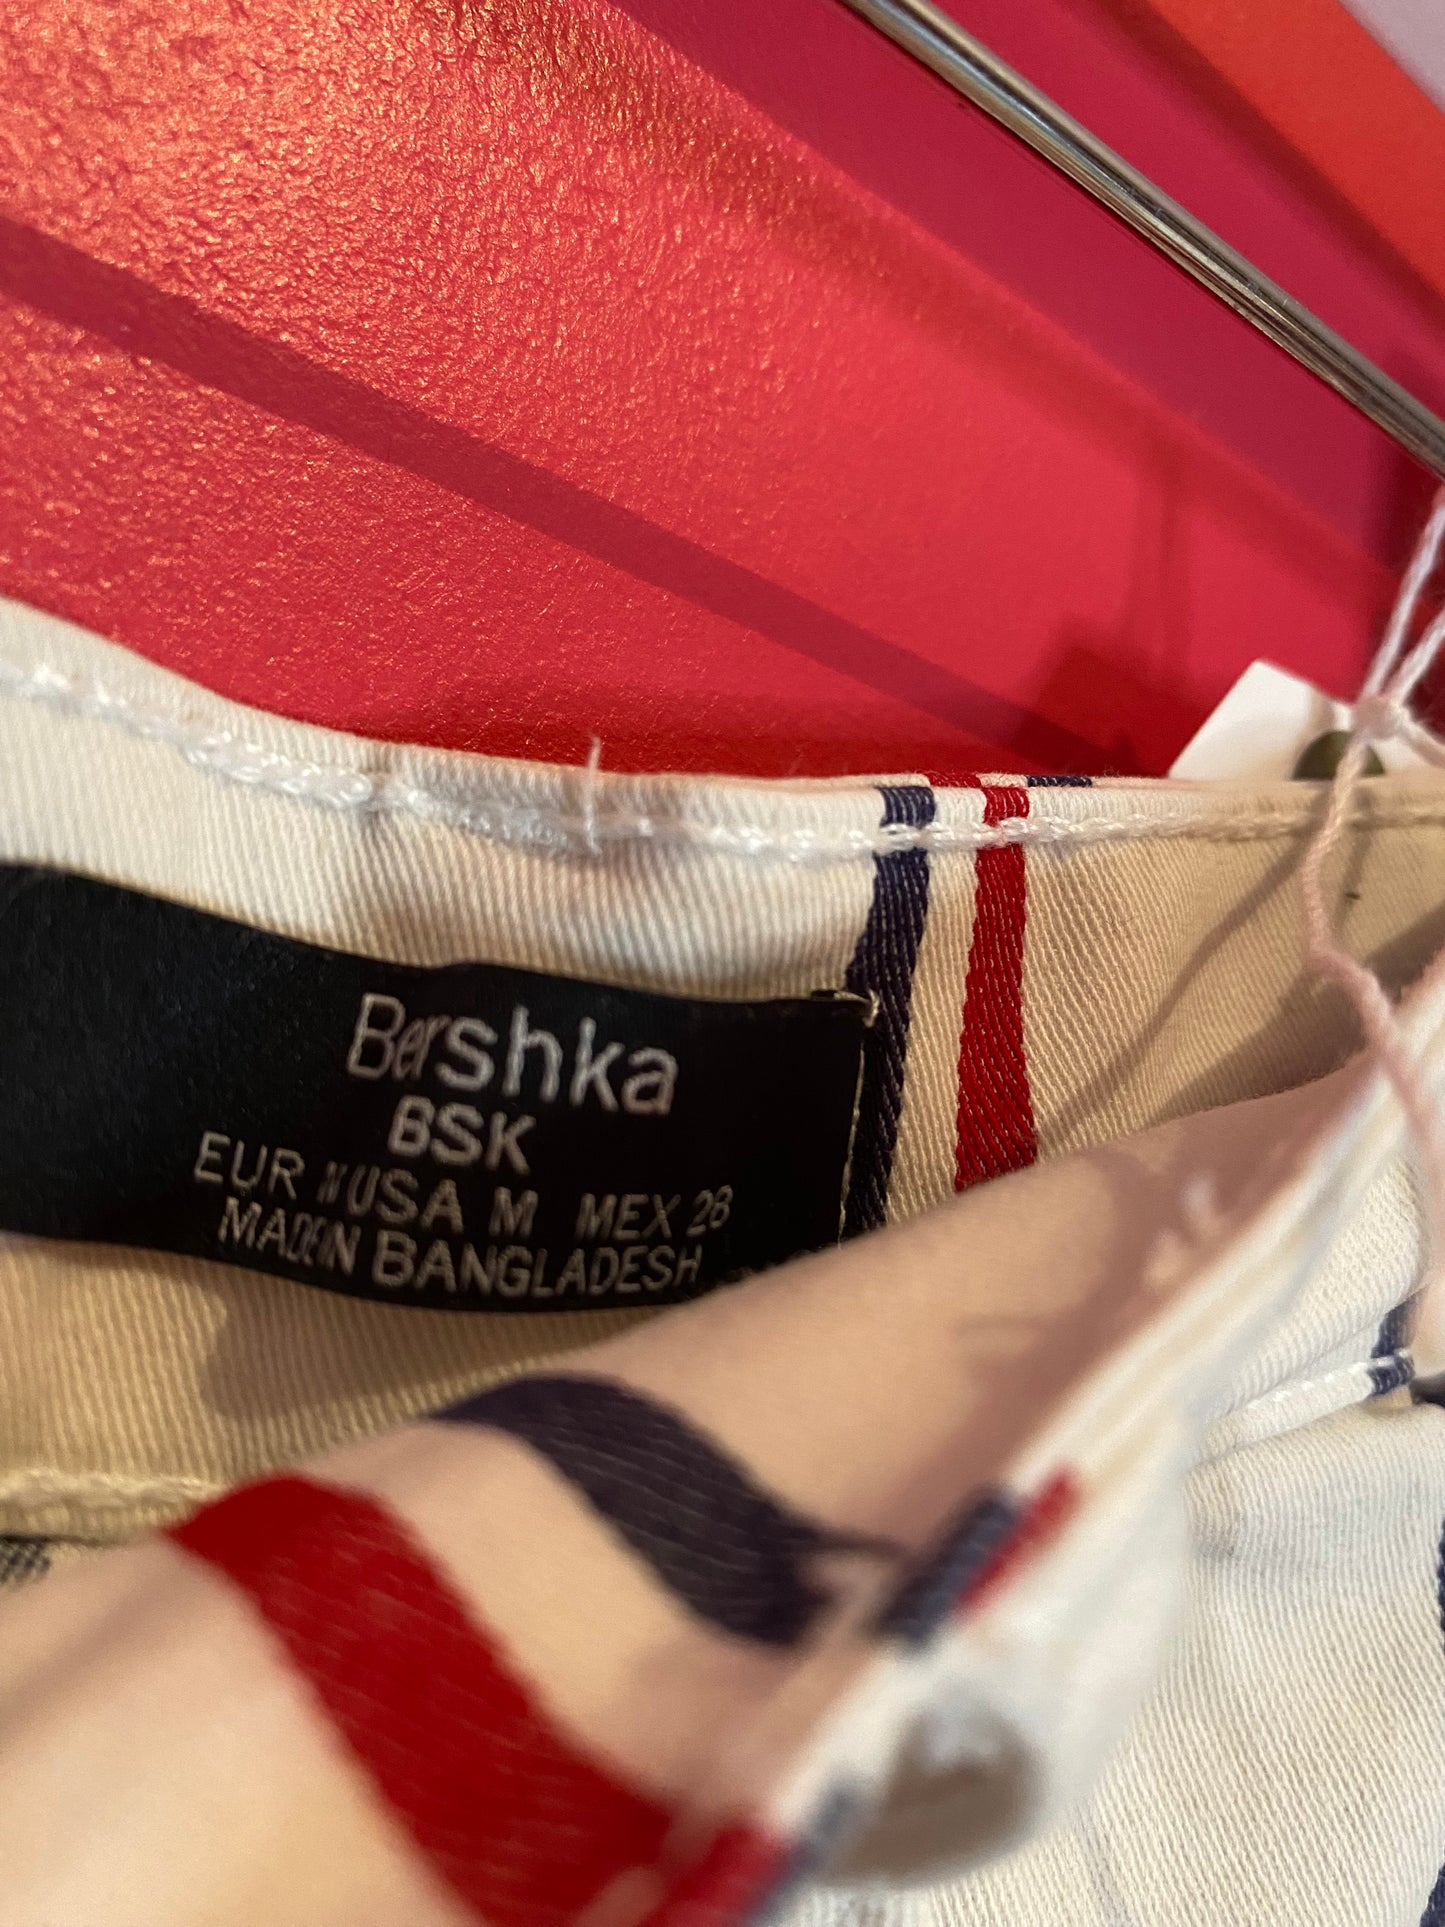 Bershka
BSK
EUR M USA M MEX 28
MADE IN BANGLADESH